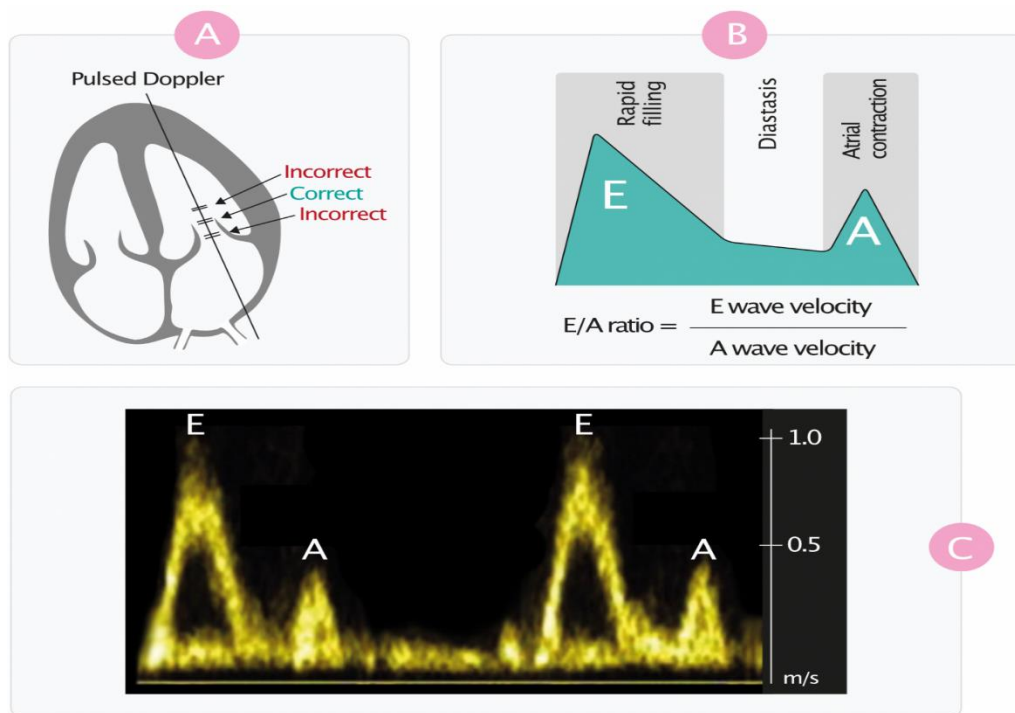 A
Pulsed Doppler
Incorrect
Correct
Incorrect
B
Rapid
filling
Diastasis
Atrial
contraction
E
A
E/A ratio =
E wave velocity
A wave velocity
C
E
A
E
A
1.0
0.5
m/s